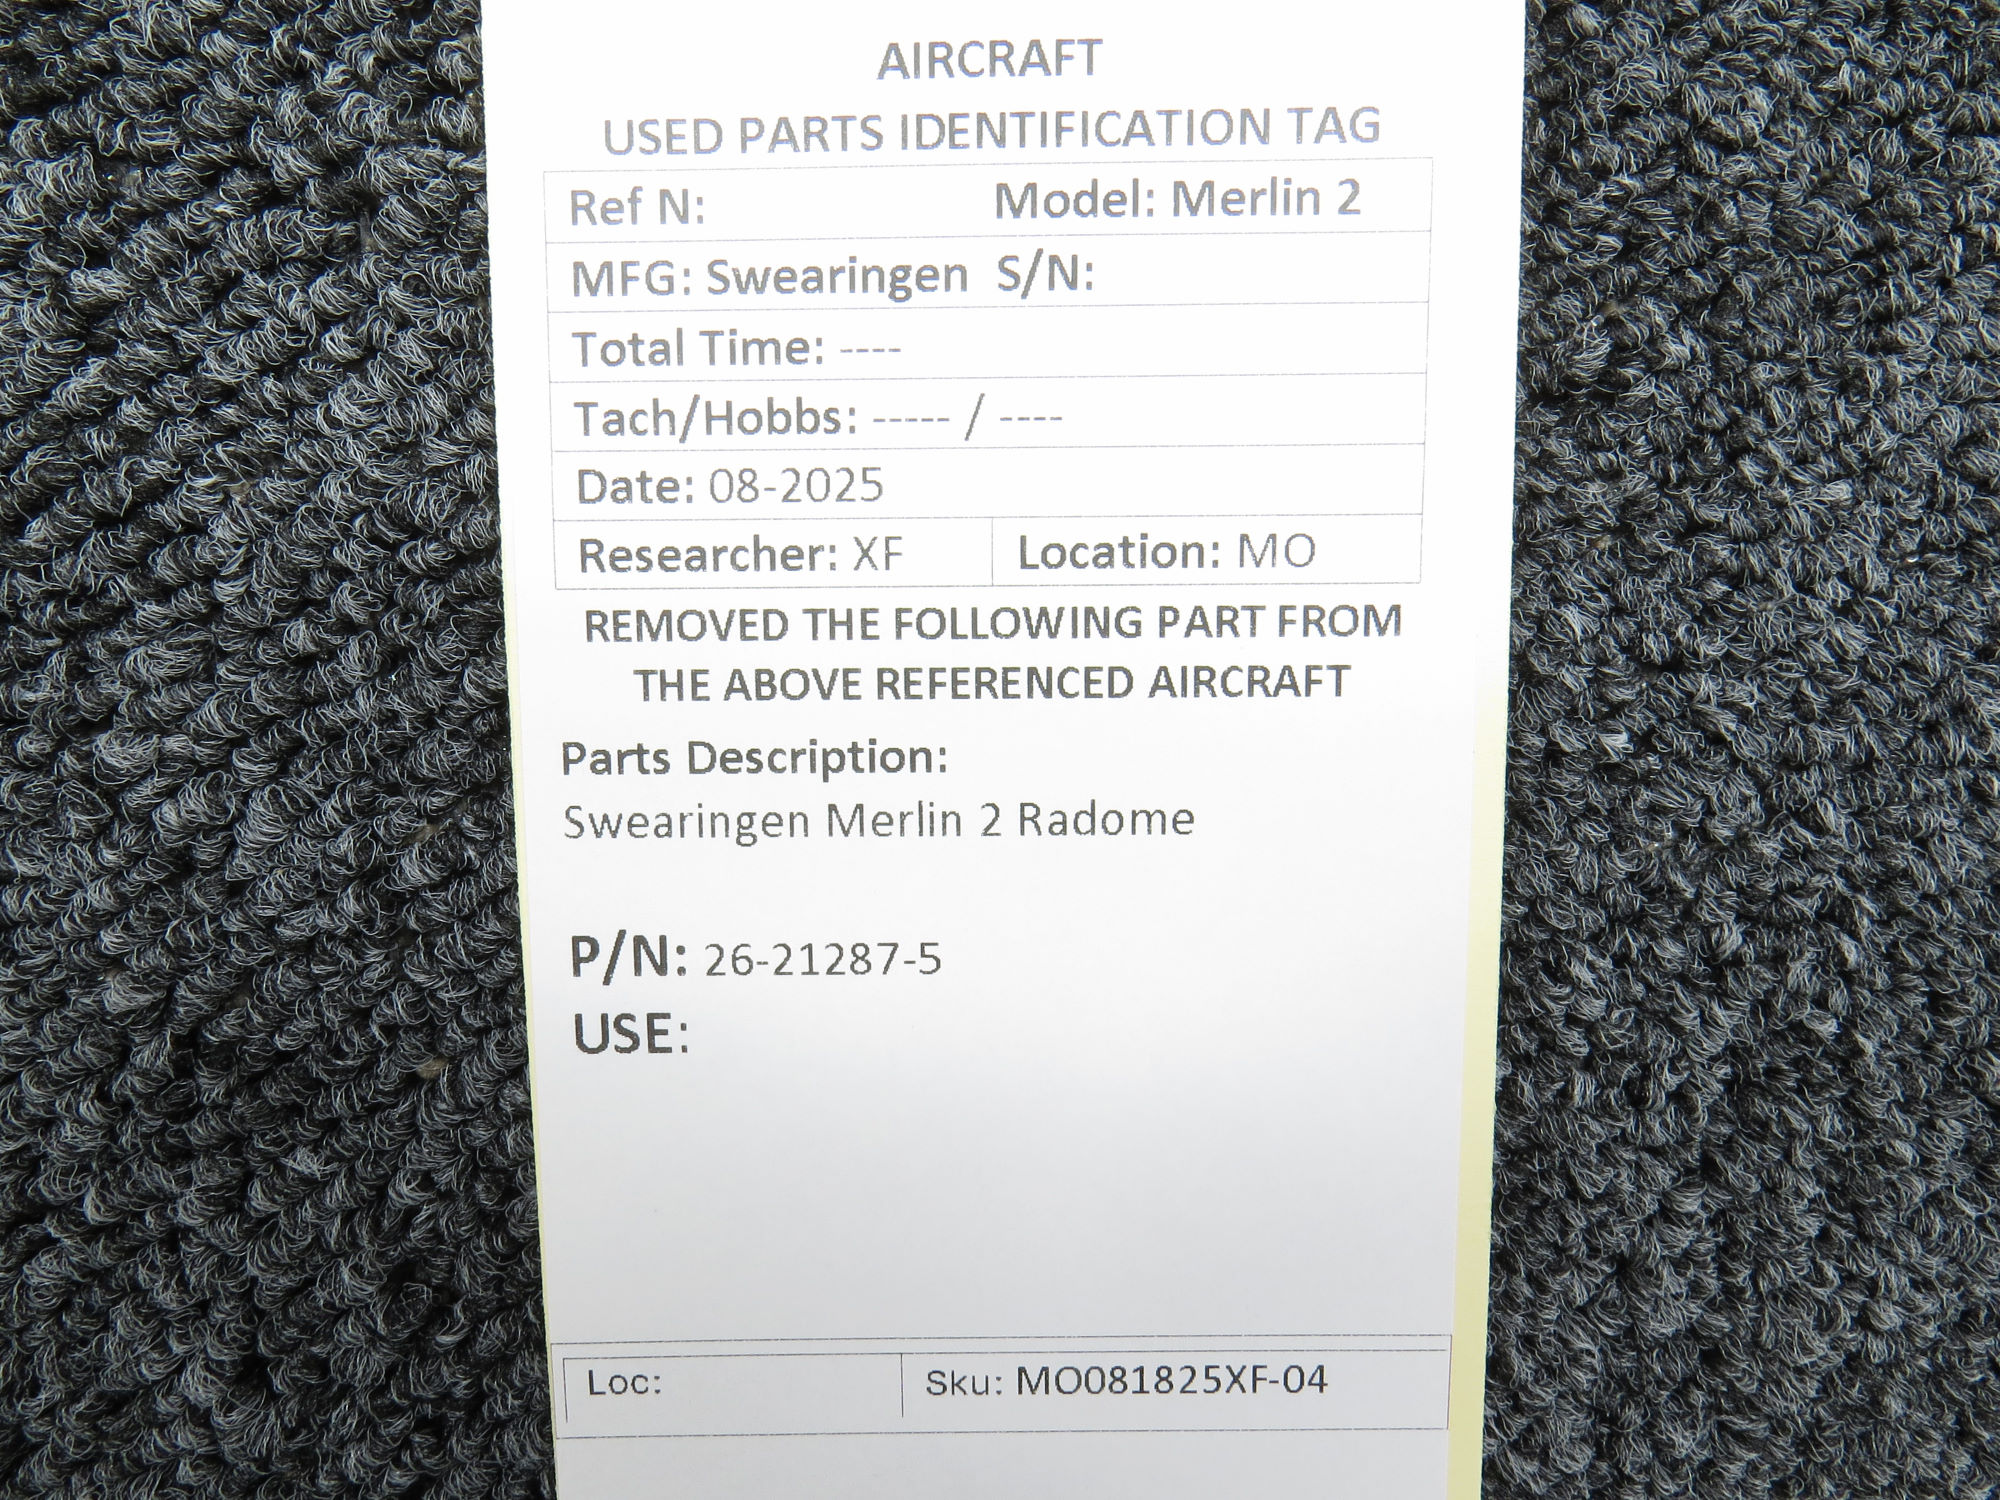 AIRCRAFT
USED PARTS IDENTIFICATION TAG
Ref N: Model: Merlin 2
MFG: Swearingen S/N:
Total Time: ----
Tach/Hobbs: ----- / ----
Date: 08-2025
Researcher: XF Location: MO
REMOVED THE FOLLOWING PART FROM
THE ABOVE REFERENCED AIRCRAFT
Parts Description:
Swearingen Merlin 2 Radome
P/N: 26-21287-5
USE:
Loc: Sku: MO081825XF-04